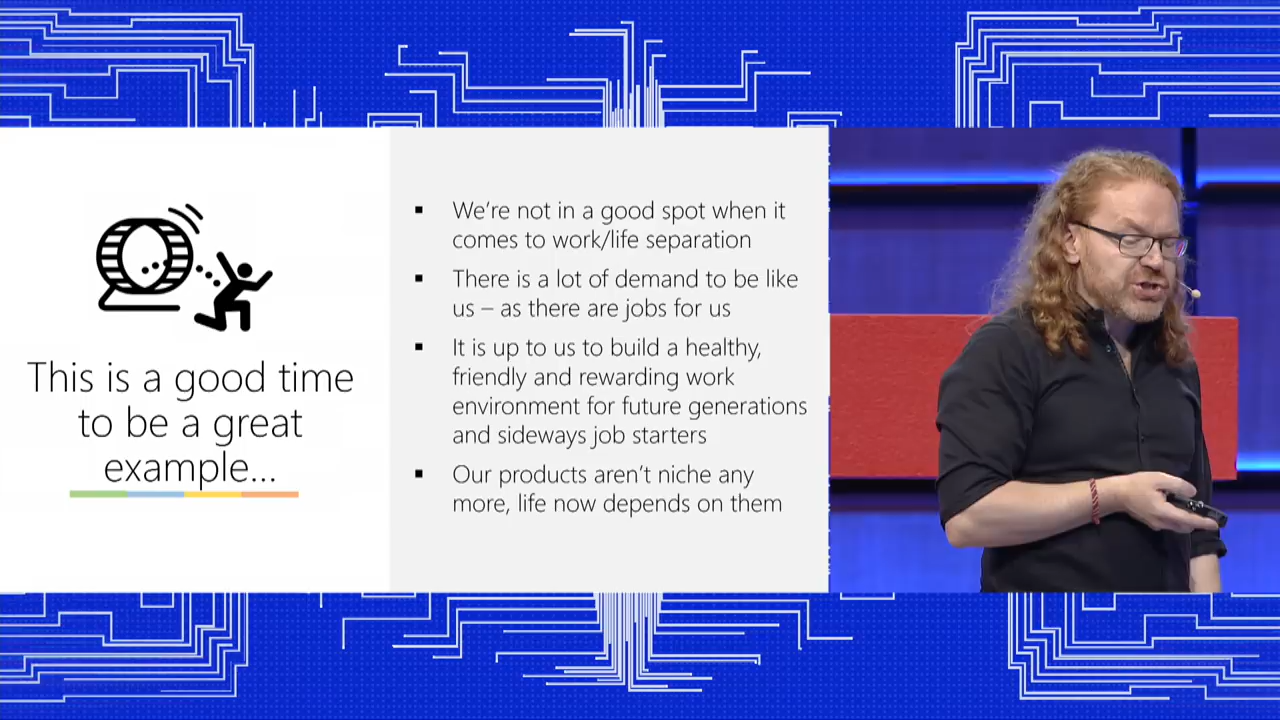 This is a good time
to be a great
example...
▪ We're not in a good spot when it
comes to work/life separation
▪ There is a lot of demand to be like
us – as there are jobs for us
▪ It is up to us to build a healthy,
friendly and rewarding work
environment for future generations
and sideways job starters
▪ Our products aren't niche any
more, life now depends on them